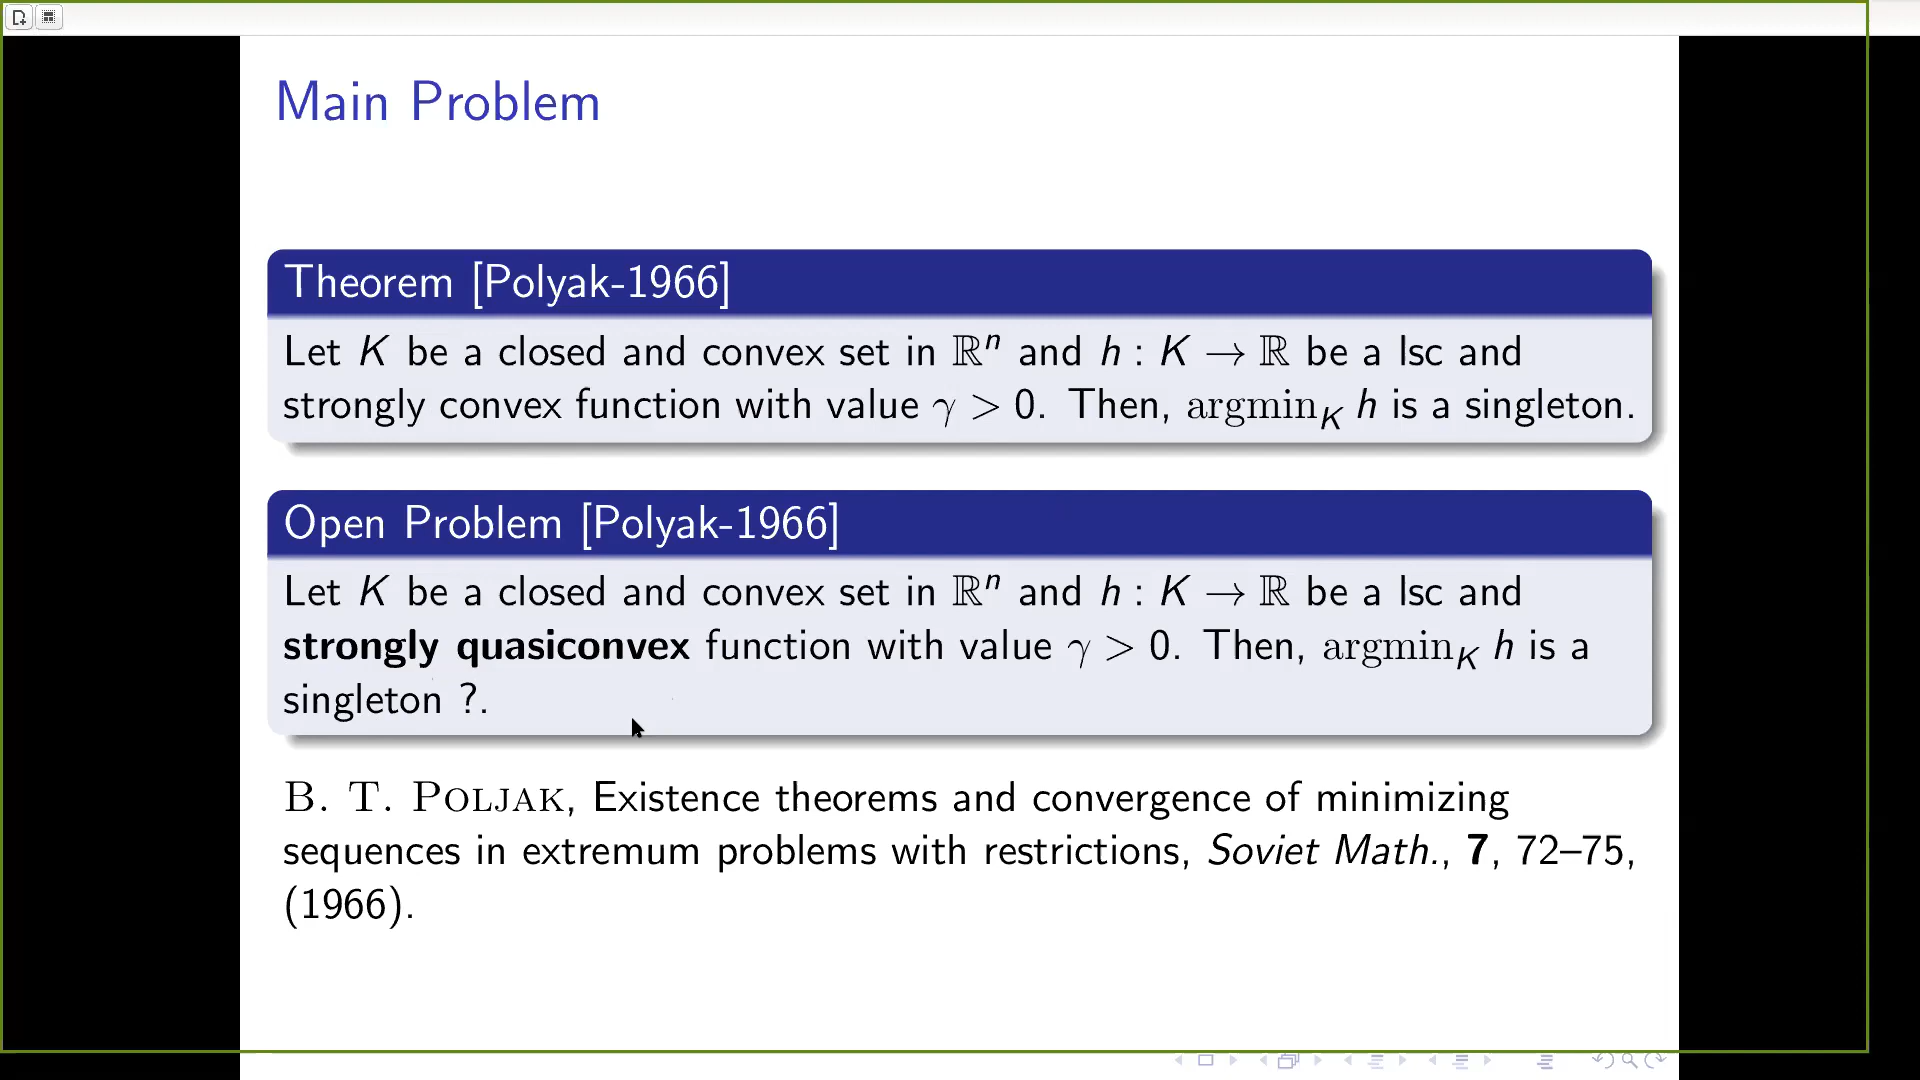 Main Problem
Theorem [Polyak-1966]
Let K be a closed and convex set in ℝⁿ and h : K → ℝ be a lsc and
strongly convex function with value γ > 0. Then, argmin_K h is a singleton.
Open Problem [Polyak-1966]
Let K be a closed and convex set in ℝⁿ and h : K → ℝ be a lsc and
strongly quasiconvex function with value γ > 0. Then, argmin_K h is a
singleton ?.
B. T. Poljak, Existence theorems and convergence of minimizing
sequences in extremum problems with restrictions, Soviet Math., 7, 72–75,
(1966).